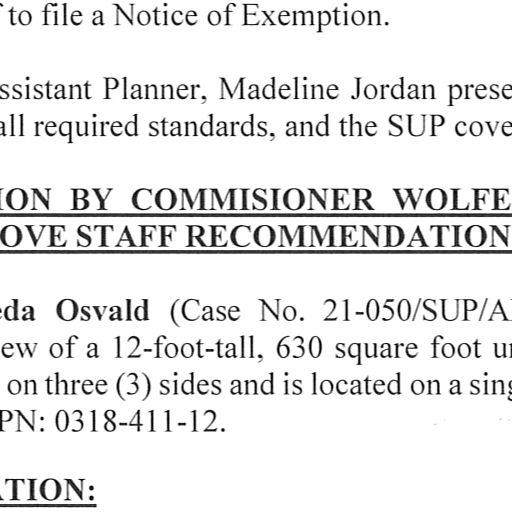 to file a Notice of Exemption.
ssistant Planner, Madeline Jordan prese
all required standards, and the SUP cove
ION BY COMMISIONER WOLFE
OVE STAFF RECOMMENDATION
eda Osvald (Case No. 21-050/SUP/A
ew of a 12-foot-tall, 630 square foot u
on three (3) sides and is located on a sing
PN: 0318-411-12.
ATION: